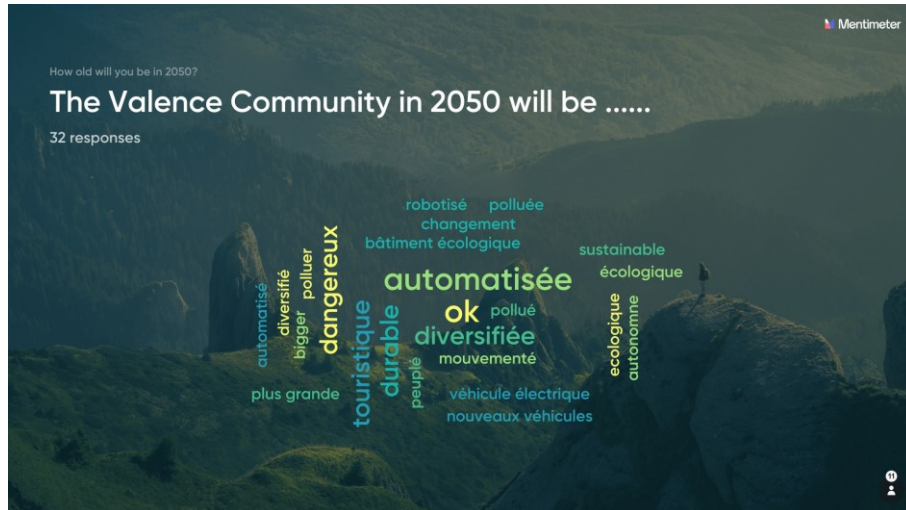 Mentimeter
How old will you be in 2050?
The Valence Community in 2050 will be ......
32 responses
robotisé
polluée
changement
bâtiment écologique
sustainable
écologique
automatisée
dangereux
polluer
diversifié
automatisé
bigger
ok
pollué
diversifiée
mouvementé
touristique
durable
peuplé
ecologique
autonomne
plus grande
véhicule électrique
nouveaux véhicules
11